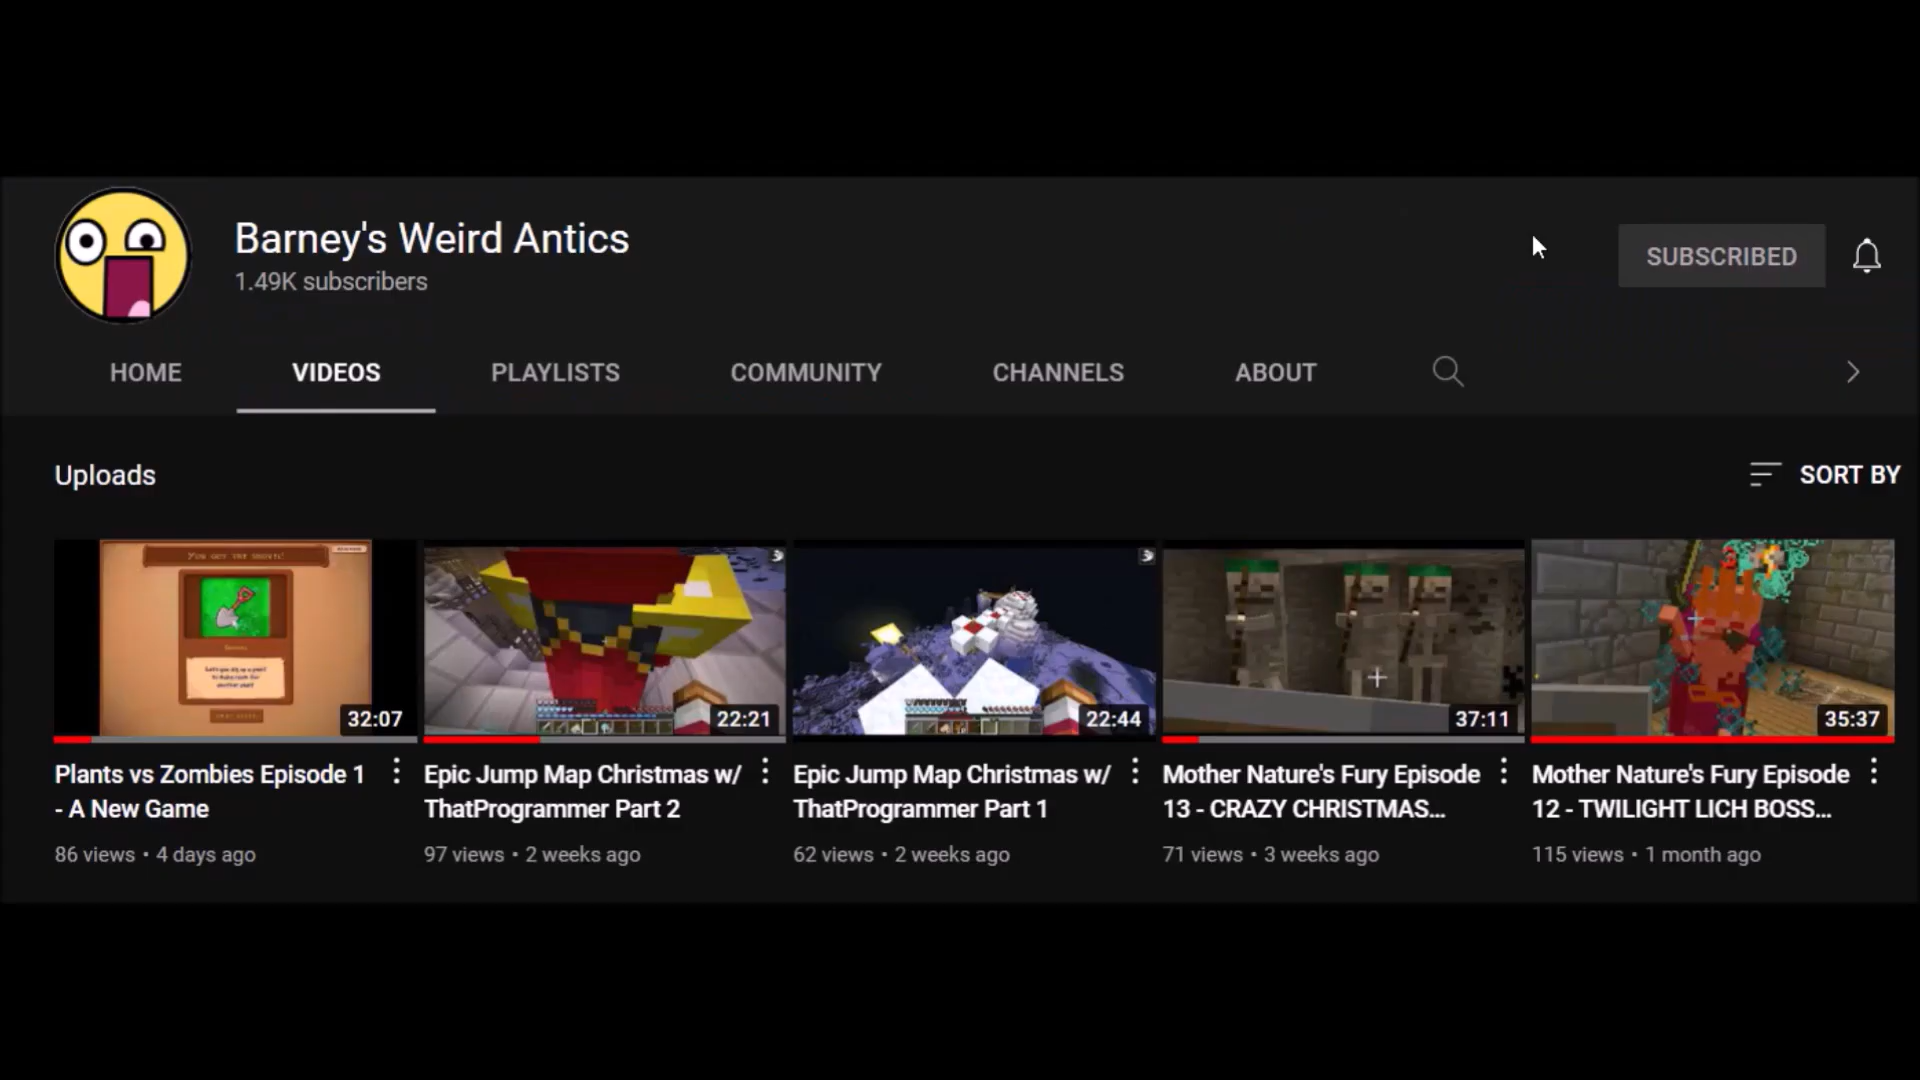 Barney's Weird Antics
1.49K subscribers
SUBSCRIBED
HOME
VIDEOS
PLAYLISTS
COMMUNITY
CHANNELS
ABOUT
Uploads
SORT BY
32:07
22:21
22:44
37:11
35:37
Plants vs Zombies Episode 1
- A New Game
86 views • 4 days ago
Epic Jump Map Christmas w/
ThatProgrammer Part 2
97 views • 2 weeks ago
Epic Jump Map Christmas w/
ThatProgrammer Part 1
62 views • 2 weeks ago
Mother Nature's Fury Episode
13 - CRAZY CHRISTMAS...
71 views • 3 weeks ago
Mother Nature's Fury Episode
12 - TWILIGHT LICH BOSS...
115 views • 1 month ago